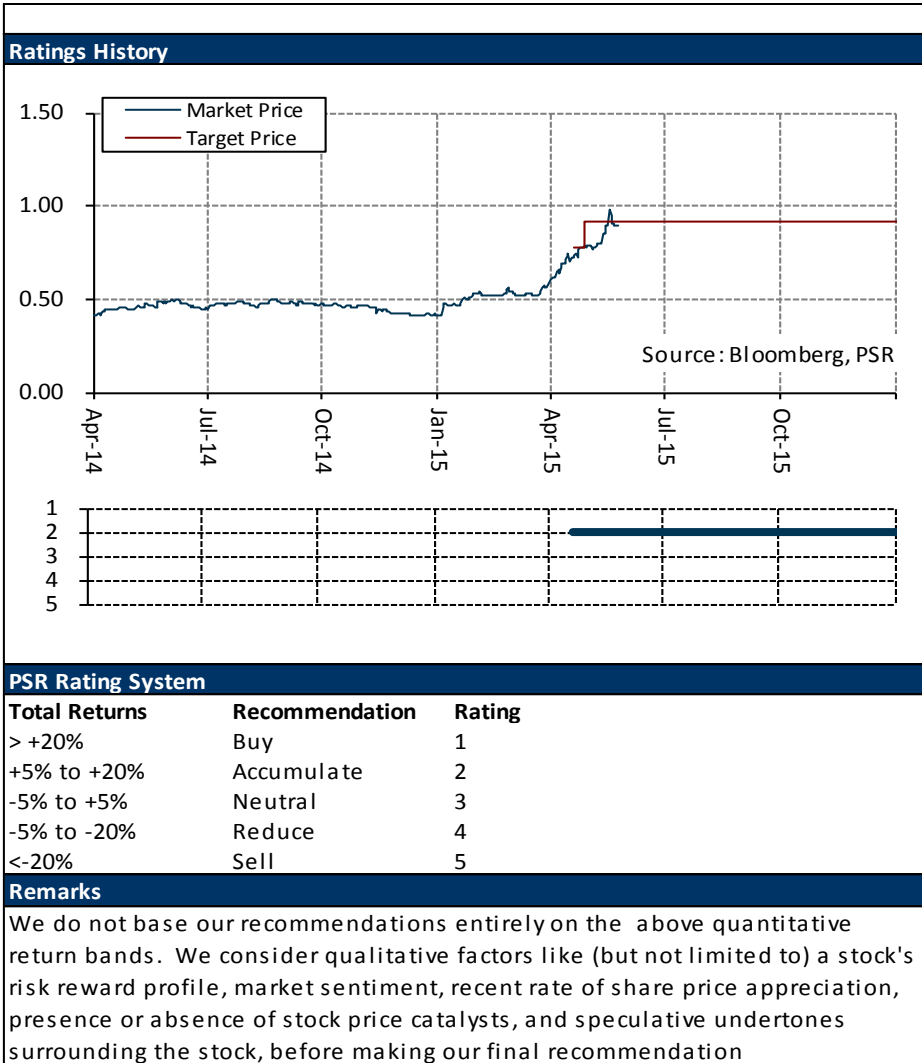 Ratings History
1.50
Market Price
Target Price
1.00
0.50
Source: Bloomberg, PSR
0.00
Apr-14
Jul-14
Oct-14
Jan-15
Apr-15
Jul-15
Oct-15
1
2
3
4
5
PSR Rating System
Total Returns Recommendation Rating
> +20% Buy 1
+5% to +20% Accumulate 2
-5% to +5% Neutral 3
-5% to -20% Reduce 4
<-20% Sell 5
Remarks
We do not base our recommendations entirely on the above quantitative
return bands. We consider qualitative factors like (but not limited to) a stock's
risk reward profile, market sentiment, recent rate of share price appreciation,
presence or absence of stock price catalysts, and speculative undertones
surrounding the stock, before making our final recommendation